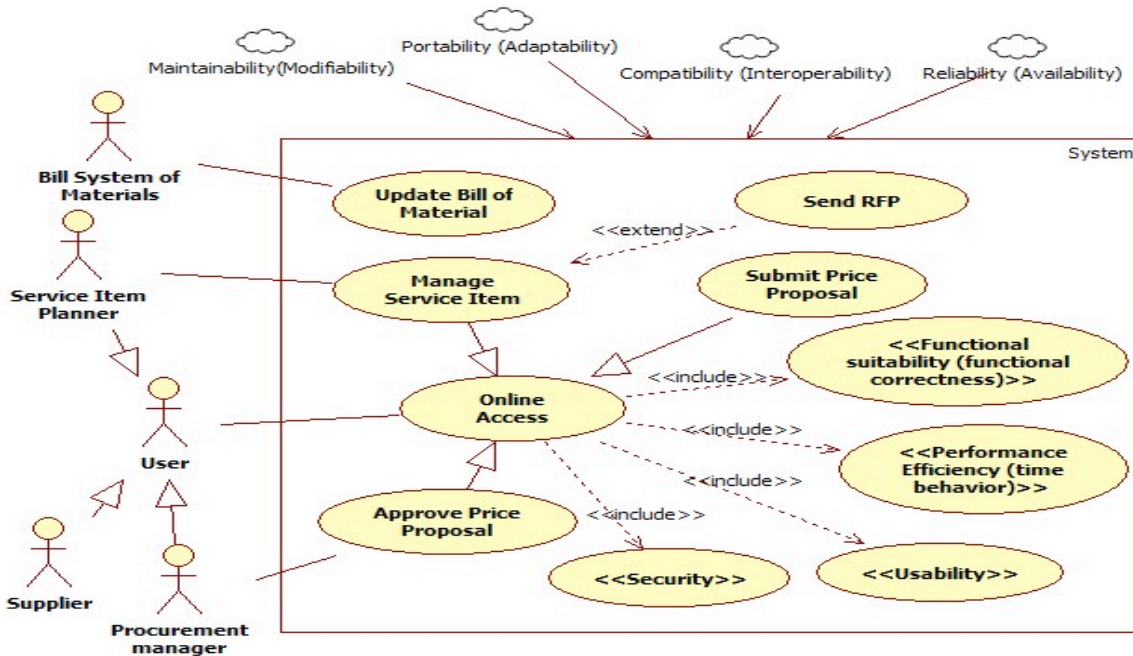 Portability (Adaptability)
Maintainability(Modifiability)
Compatibility (Interoperability)
Reliability (Availability)
System
Bill System of
Materials
Update Bill of
Material
Send RFP
<<extend>>
Service Item
Planner
Manage
Service Item
Submit Price
Proposal
<<Functional
suitability (functional
correctness)>>
<<include>>
Online
Access
User
<<include>>
<<Performance
Efficiency (time
behavior)>>
<<include>>
Approve Price
Proposal
<<include>>
<<Security>>
<<Usability>>
Supplier
Procurement
manager